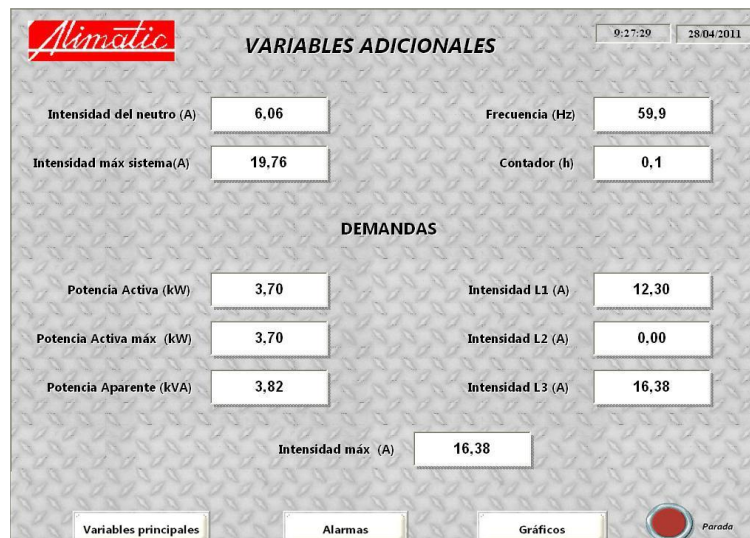 Alimatic
VARIABLES ADICIONALES
9:27:29
28/04/2011
Intensidad del neutro (A)
6,06
Frecuencia (Hz)
59,9
Intensidad máx sistema(A)
19,76
Contador (h)
0,1
DEMANDAS
Potencia Activa (kW)
3,70
Intensidad L1 (A)
12,30
Potencia Activa máx (kW)
3,70
Intensidad L2 (A)
0,00
Potencia Aparente (kVA)
3,82
Intensidad L3 (A)
16,38
Intensidad máx (A)
16,38
Variables principales
Alarmas
Gráficos
Parada